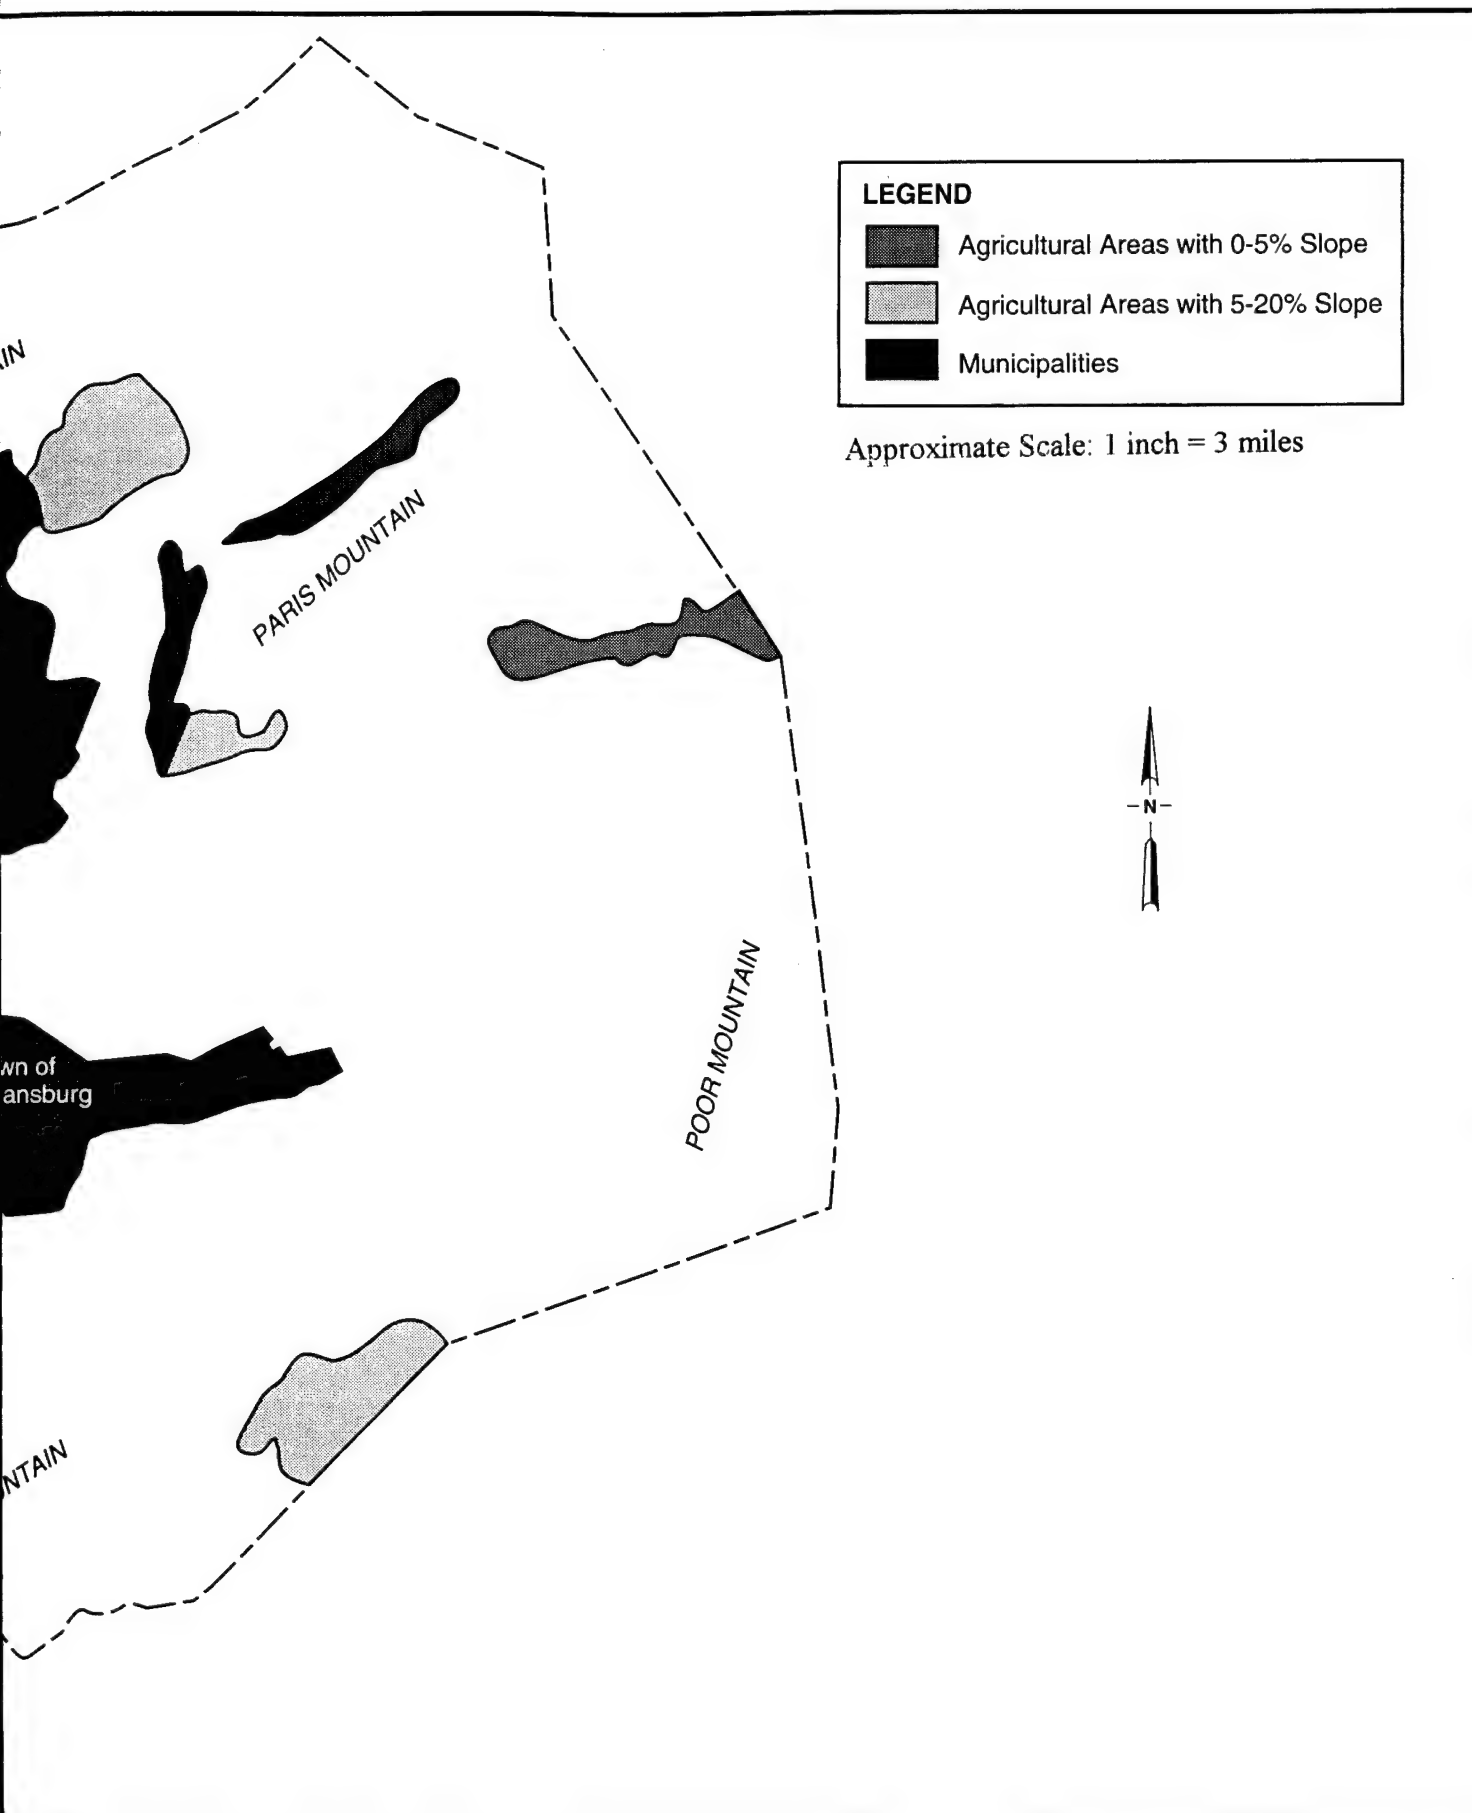 LEGEND
Agricultural Areas with 0-5% Slope
Agricultural Areas with 5-20% Slope
Municipalities
Approximate Scale: 1 inch = 3 miles
IN
PARIS MOUNTAIN
-N-
POOR MOUNTAIN
wn of
ansburg
NTAIN